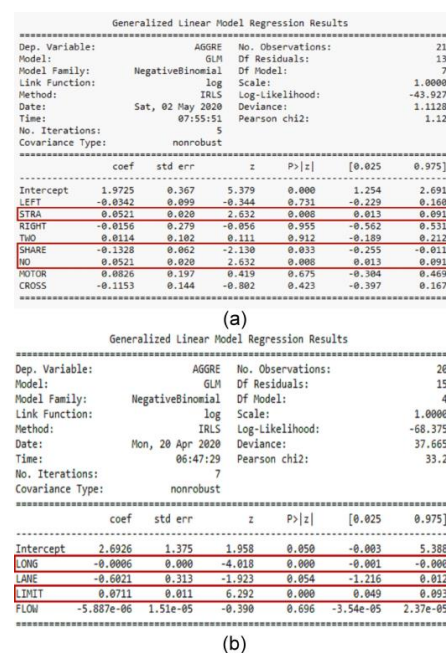 Generalized Linear Model Regression Results
Dep. Variable: AGGRE No. Observations: 21
Model: GLM Df Residuals: 13
Model Family: NegativeBinomial Df Model: 7
Link Function: log Scale: 1.0000
Method: IRLS Log-Likelihood: -43.927
Date: Sat, 02 May 2020 Deviance: 1.1128
Time: 07:55:51 Pearson chi2: 1.12
No. Iterations: 5
Covariance Type: nonrobust
coef std err z P>|z| [0.025 0.975]
Intercept 1.9725 0.367 5.379 0.000 1.254 2.691
LEFT -0.0342 0.099 -0.344 0.731 -0.229 0.160
STRA 0.0521 0.020 2.632 0.008 0.013 0.091
RIGHT -0.0156 0.279 -0.056 0.955 -0.562 0.531
TWO 0.0114 0.102 0.111 0.912 -0.189 0.212
SHARE -0.1328 0.062 -2.130 0.033 -0.255 -0.011
NO 0.0521 0.020 2.632 0.008 0.013 0.091
MOTOR 0.0826 0.197 0.419 0.675 -0.304 0.469
CROSS -0.1153 0.144 -0.802 0.423 -0.397 0.167
(a)
Generalized Linear Model Regression Results
Dep. Variable: AGGRE No. Observations: 20
Model: GLM Df Residuals: 15
Model Family: NegativeBinomial Df Model: 4
Link Function: log Scale: 1.0000
Method: IRLS Log-Likelihood: -68.375
Date: Mon, 20 Apr 2020 Deviance: 37.665
Time: 06:47:29 Pearson chi2: 33.2
No. Iterations: 7
Covariance Type: nonrobust
coef std err z P>|z| [0.025 0.975]
Intercept 2.6926 1.375 1.958 0.050 -0.003 5.388
LONG -0.0006 0.000 -4.018 0.000 -0.001 -0.000
LANE -0.6021 0.313 -1.923 0.054 -1.216 0.012
LIMIT 0.0711 0.011 6.292 0.000 0.049 0.093
FLOW -5.887e-06 1.51e-05 -0.390 0.696 -3.54e-05 2.37e-05
(b)